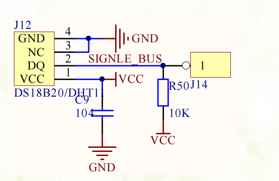 J12
GND 4 GND
NC 3
DQ 2 SIGNLE_BUS 1
VCC 1 VCC R50 J14
DS18B20/DHT11
C9
104 10K
VCC
GND